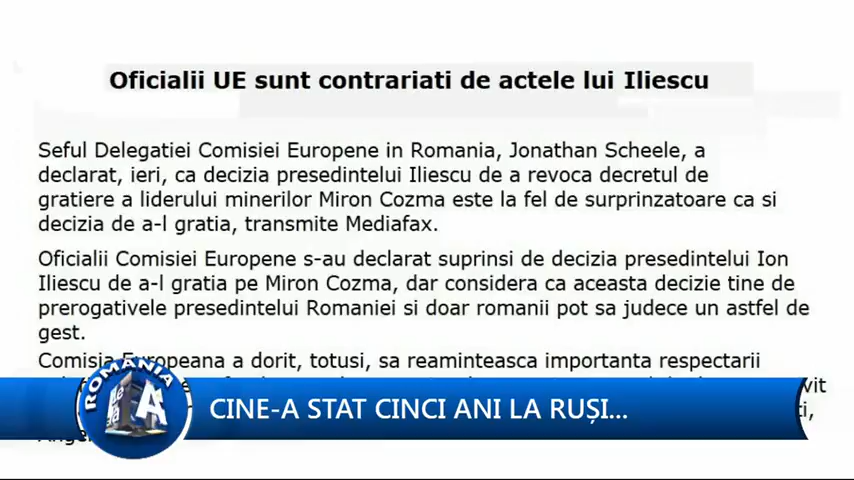 Oficialii UE sunt contrariati de actele lui Iliescu
Seful Delegatiei Comisiei Europene in Romania, Jonathan Scheele, a
declarat, ieri, ca decizia presedintelui Iliescu de a revoca decretul de
gratiere a liderului minerilor Miron Cozma este la fel de surprinzatoare ca si
decizia de a-l gratia, transmite Mediafax.
Oficialii Comisiei Europene s-au declarat suprinsi de decizia presedintelui Ion
Iliescu de a-l gratia pe Miron Cozma, dar considera ca aceasta decizie tine de
prerogativele presedintelui Romaniei si doar romanii pot sa judece un astfel de
gest.
Comisia Europeana a dorit, totusi, sa reaminteasca importanta respectarii
ROMÂNIA
de la A
CINE-A STAT CINCI ANI LA RUȘI...